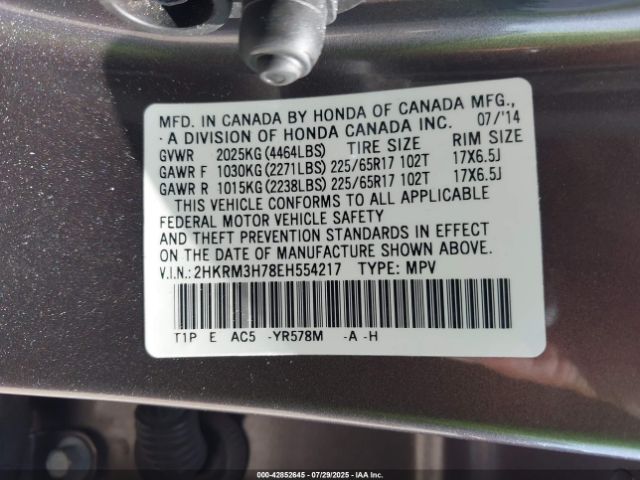 MFD. IN CANADA BY HONDA OF CANADA MFG.,
A DIVISION OF HONDA CANADA INC. 07/'14
GVWR 2025KG(4464LBS) TIRE SIZE RIM SIZE
GAWR F 1030KG(2271LBS) 225/65R17 102T 17X6.5J
GAWR R 1015KG(2238LBS) 225/65R17 102T 17X6.5J
THIS VEHICLE CONFORMS TO ALL APPLICABLE
FEDERAL MOTOR VEHICLE SAFETY
AND THEFT PREVENTION STANDARDS IN EFFECT
ON THE DATE OF MANUFACTURE SHOWN ABOVE.
V.I.N.: 2HKRM3H78EH554217 TYPE: MPV
T1P E AC5 -YR578M -A -H
000-42852645 | 07/29/2025 | IAA Inc.